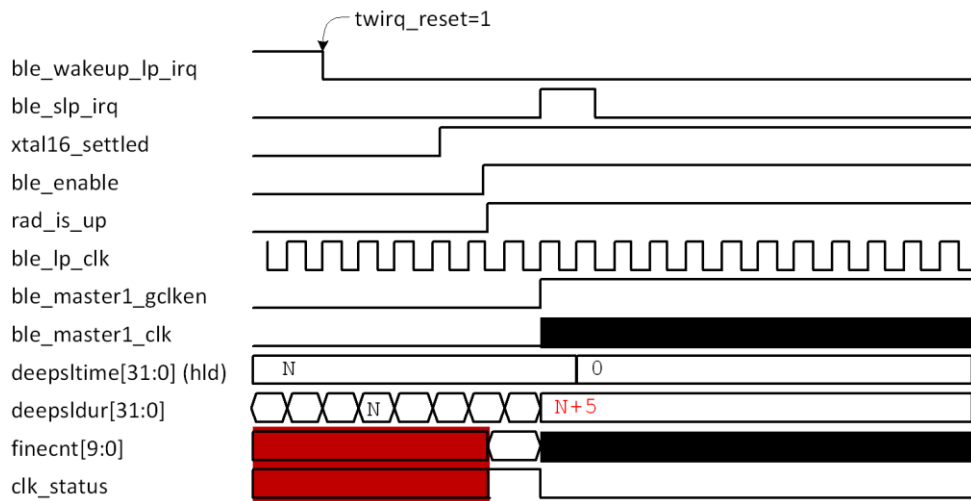 twirq_reset=1
ble_wakeup_lp_irq
ble_slp_irq
xtal16_settled
ble_enable
rad_is_up
ble_lp_clk
ble_master1_gclken
ble_master1_clk
deepsltime[31:0] (hld) N 0
deepsldur[31:0] N N+5
finecnt[9:0]
clk_status